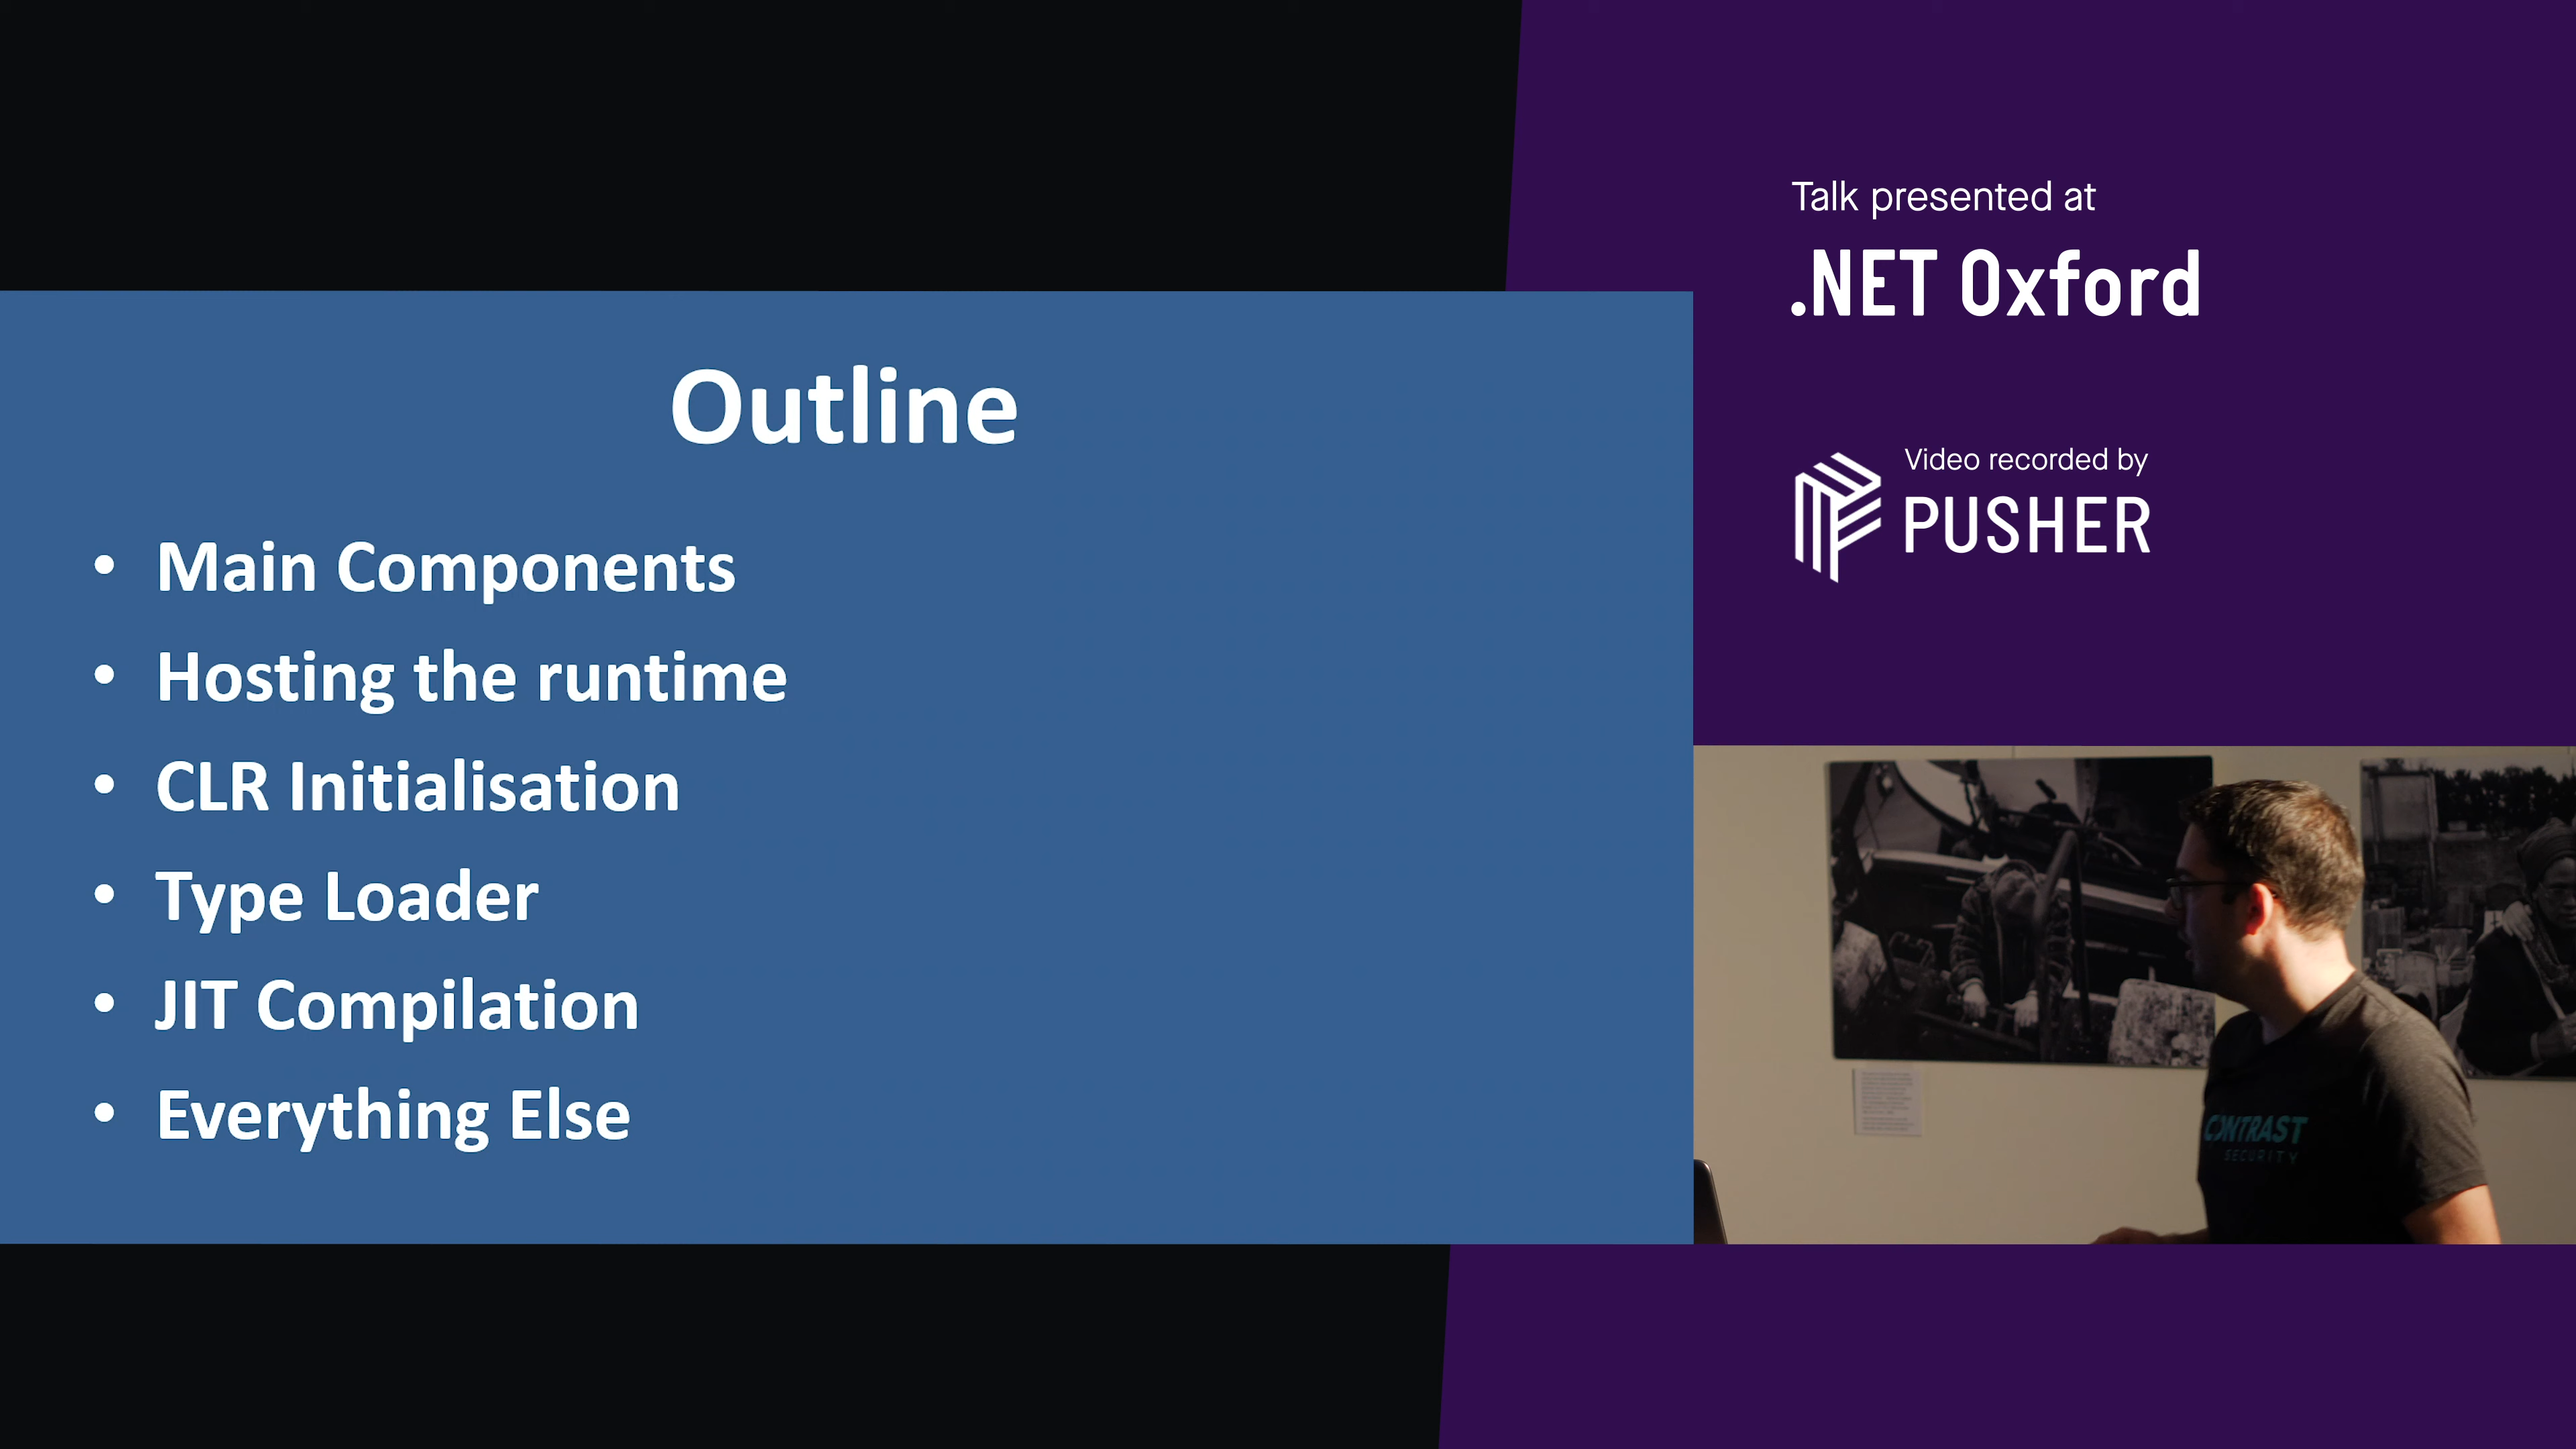 Outline
• Main Components
• Hosting the runtime
• CLR Initialisation
• Type Loader
• JIT Compilation
• Everything Else
Talk presented at
.NET Oxford
Video recorded by
PUSHER
CONTRAST
SECURITY